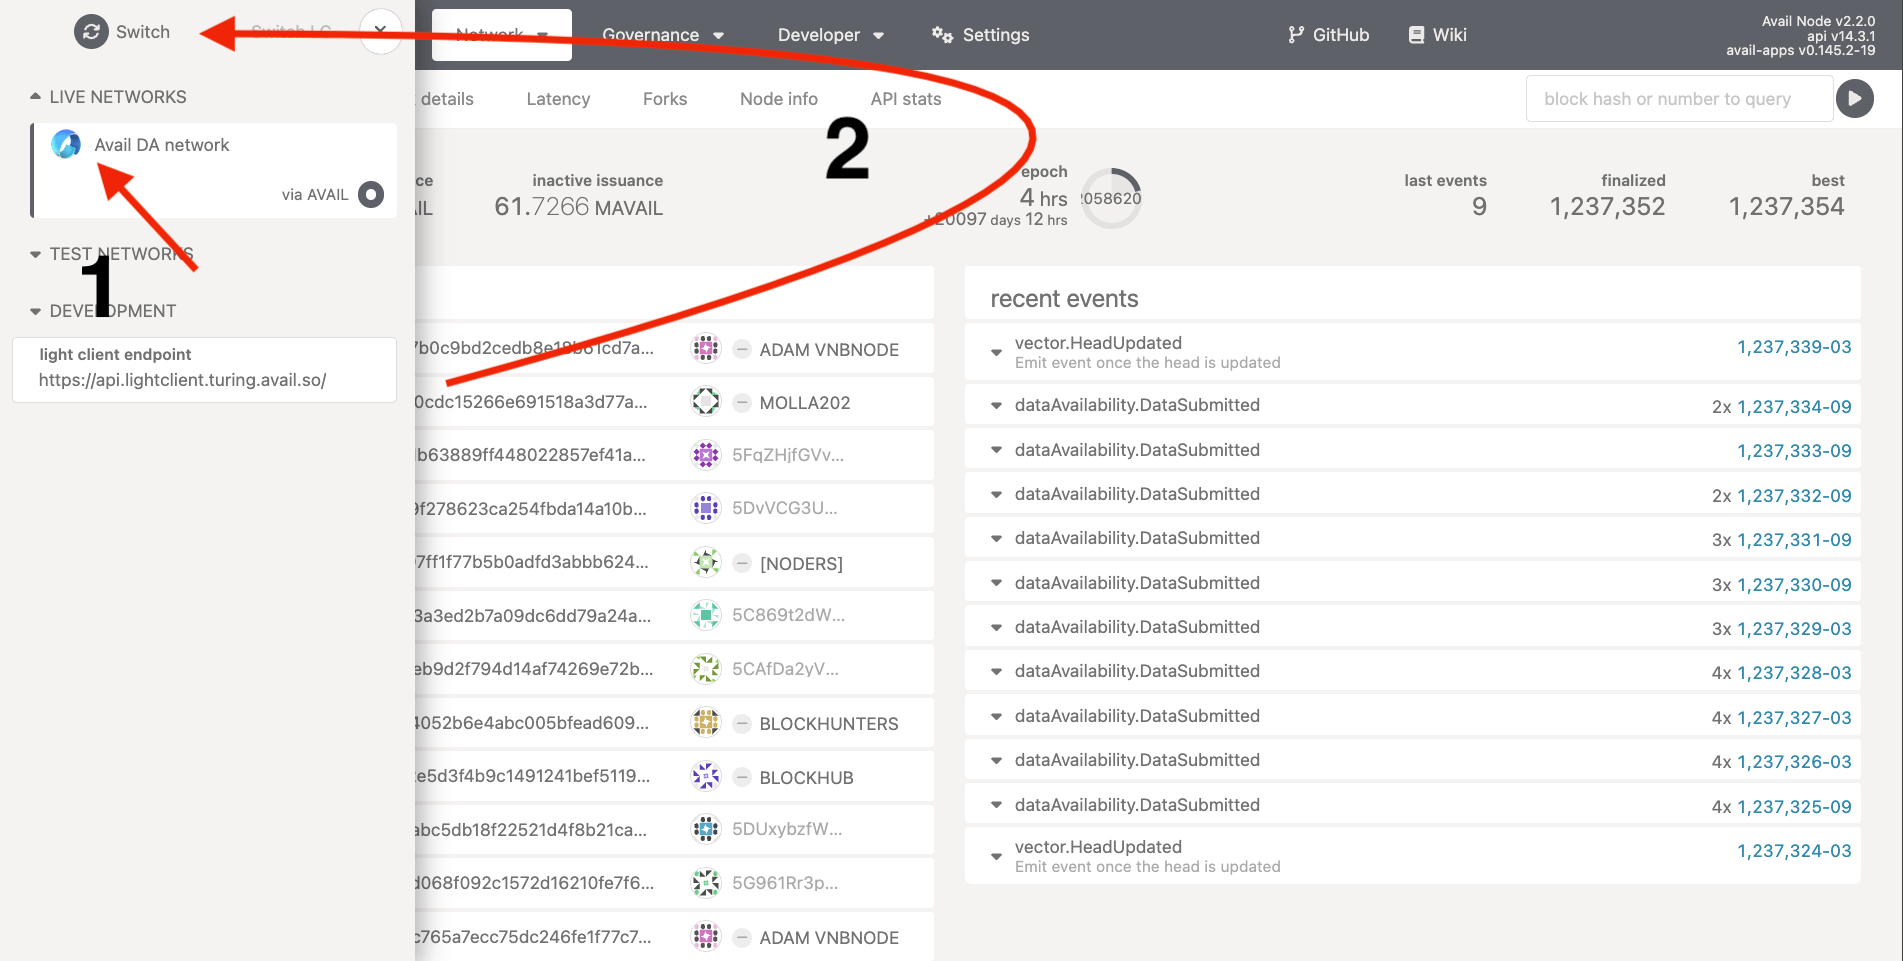 Switch
Switch LC
Network
Governance
Developer
Settings
GitHub
Wiki
Avail Node v2.2.0
api v14.3.1
avail-apps v0.145.2-19
LIVE NETWORKS
Avail DA network
via AVAIL
TEST NETWORKS
DEVELOPMENT
light client endpoint
https://api.lightclient.turing.avail.so/
1
details
Latency
Forks
Node info
API stats
block hash or number to query
2
inactive issuance
61.7266 MAVAIL
epoch
4 hrs
+20097 days 12 hrs
2058620
last events
9
finalized
1,237,352
best
1,237,354
7b0c9bd2cedb8e18b61cd7a...
ADAM VNBNODE
0cdc15266e691518a3d77a...
MOLLA202
b63889ff448022857ef41a...
5FqZHjfGVv...
9f278623ca254fbda14a10b...
5DvVCG3U...
7ff1f77b5b0adfd3abbb624...
[NODERS]
3a3ed2b7a09dc6dd79a24a...
5C869t2dW...
eb9d2f794d14af74269e72b...
5CAfDa2yV...
4052b6e4abc005bfead609...
BLOCKHUNTERS
e5d3f4b9c1491241bef5119...
BLOCKHUB
abc5db18f22521d4f8b21ca...
5DUxybzfW...
d068f092c1572d16210fe7f6...
5G961Rr3p...
c765a7ecc75dc246fe1f77c7...
ADAM VNBNODE
recent events
vector.HeadUpdated
Emit event once the head is updated
1,237,339-03
dataAvailability.DataSubmitted
2x 1,237,334-09
dataAvailability.DataSubmitted
1,237,333-09
dataAvailability.DataSubmitted
2x 1,237,332-09
dataAvailability.DataSubmitted
3x 1,237,331-09
dataAvailability.DataSubmitted
3x 1,237,330-09
dataAvailability.DataSubmitted
3x 1,237,329-03
dataAvailability.DataSubmitted
4x 1,237,328-03
dataAvailability.DataSubmitted
4x 1,237,327-03
dataAvailability.DataSubmitted
4x 1,237,326-03
dataAvailability.DataSubmitted
4x 1,237,325-09
vector.HeadUpdated
Emit event once the head is updated
1,237,324-03